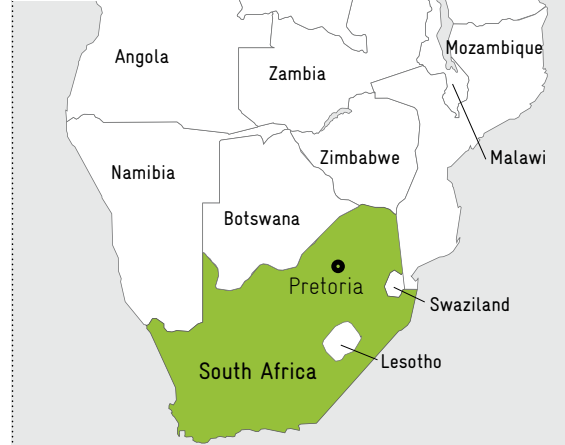 Mozambique
Angola
Zambia
Zimbabwe
Malawi
Namibia
Botswana
Pretoria
Swaziland
Lesotho
South Africa